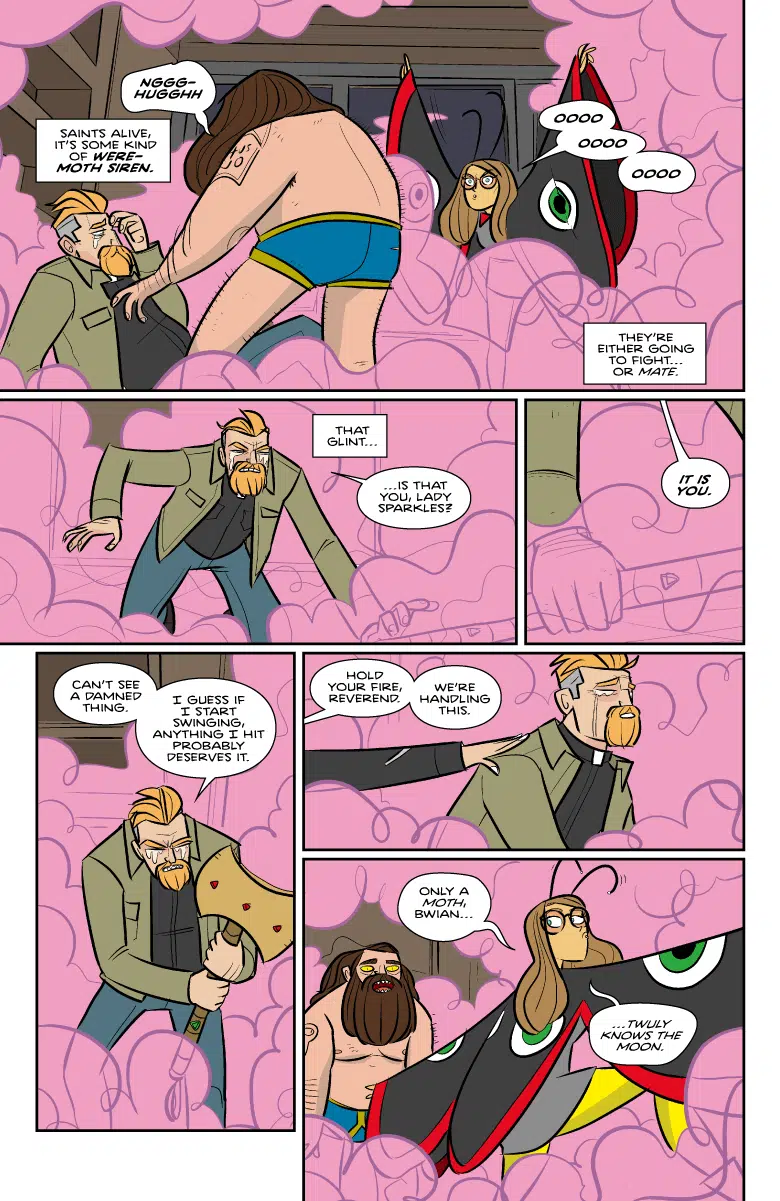 NGGG-
HUGGHH
SAINTS ALIVE,
IT'S SOME KIND
OF WERE-
MOTH SIREN.
OOOO
OOOO
OOOO
THEY'RE
EITHER GOING
TO FIGHT...
OR MATE.
THAT
GLINT...
...IS THAT
YOU, LADY
SPARKLES?
IT IS
YOU.
CAN'T SEE
A DAMNED
THING.
I GUESS IF
I START
SWINGING,
ANYTHING I HIT
PROBABLY
DESERVES IT.
HOLD
YOUR FIRE,
REVEREND.
WE'RE
HANDLING
THIS.
ONLY A
MOTH,
BWIAN...
...TWULY
KNOWS THE
MOON.